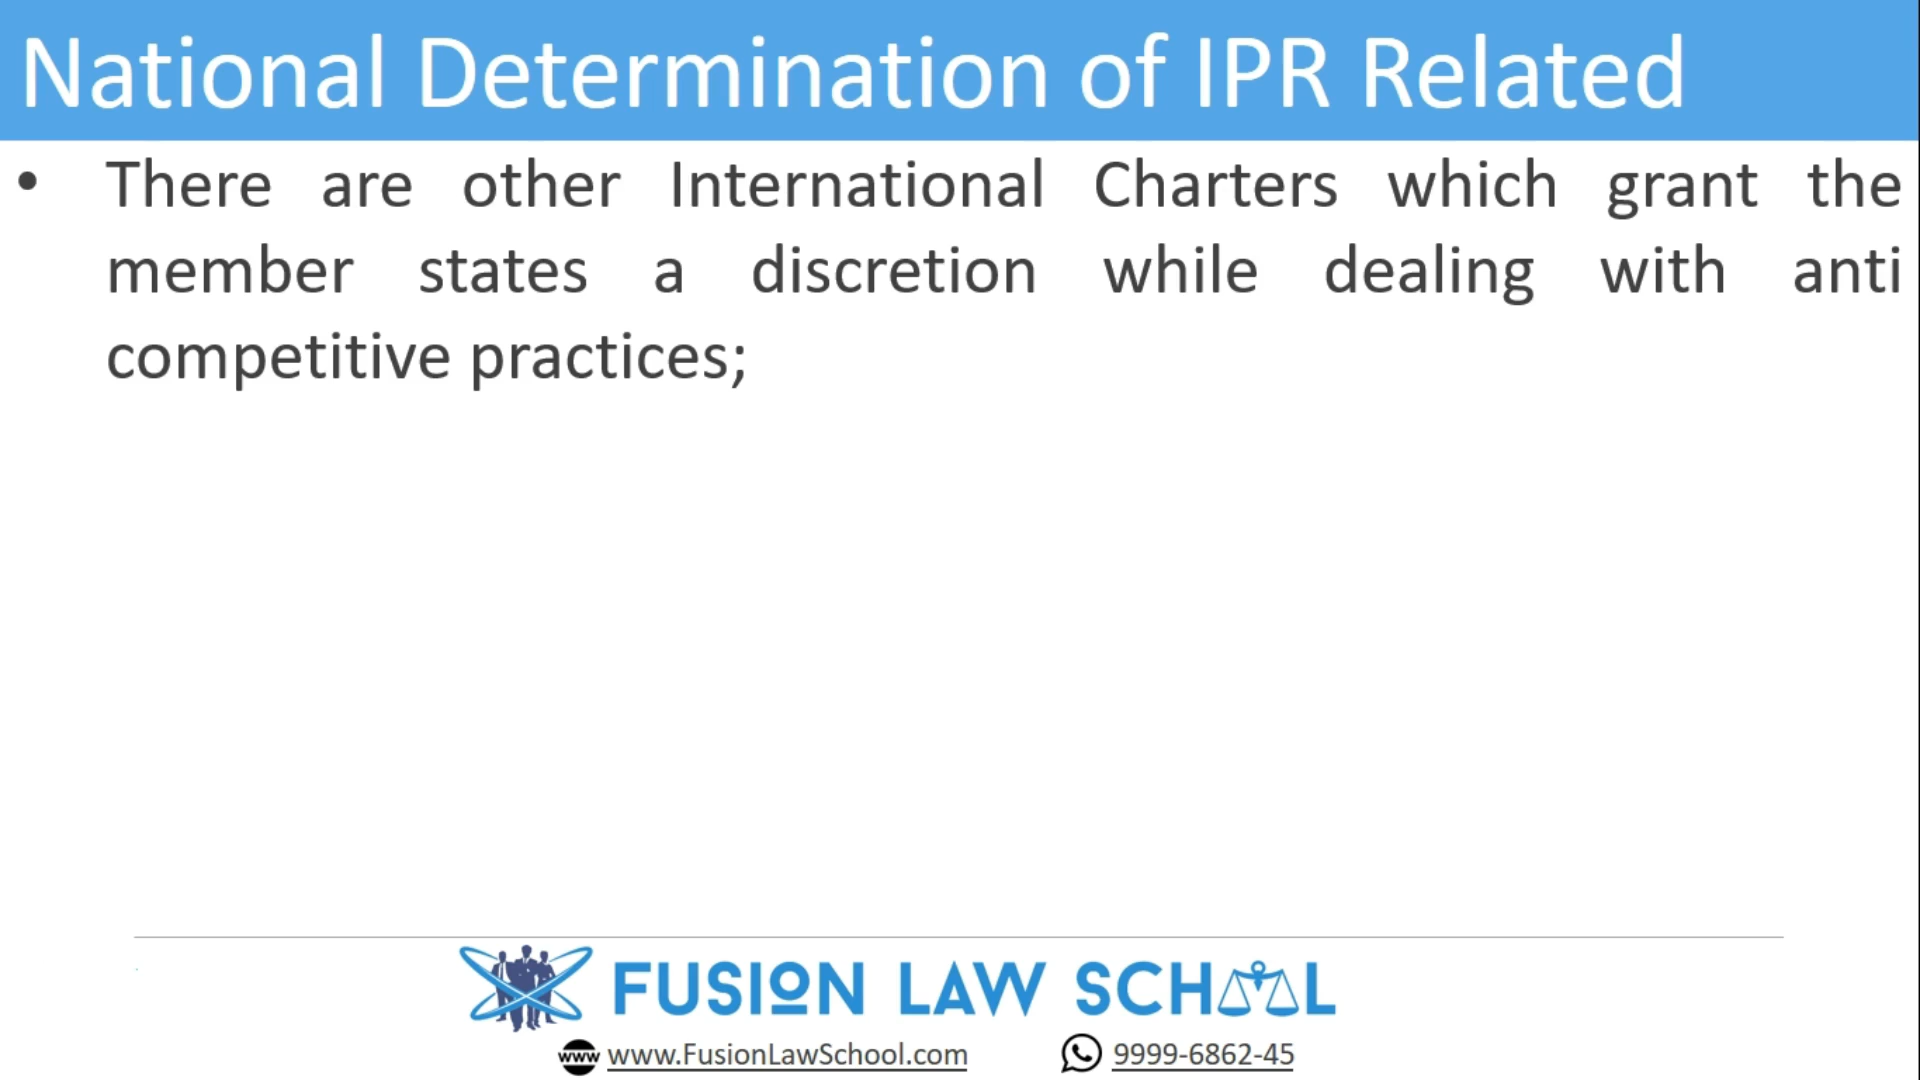 National Determination of IPR Related
• There are other International Charters which grant the
member states a discretion while dealing with anti
competitive practices;
FUSION LAW SCHOOL
www www.FusionLawSchool.com 9999-6862-45